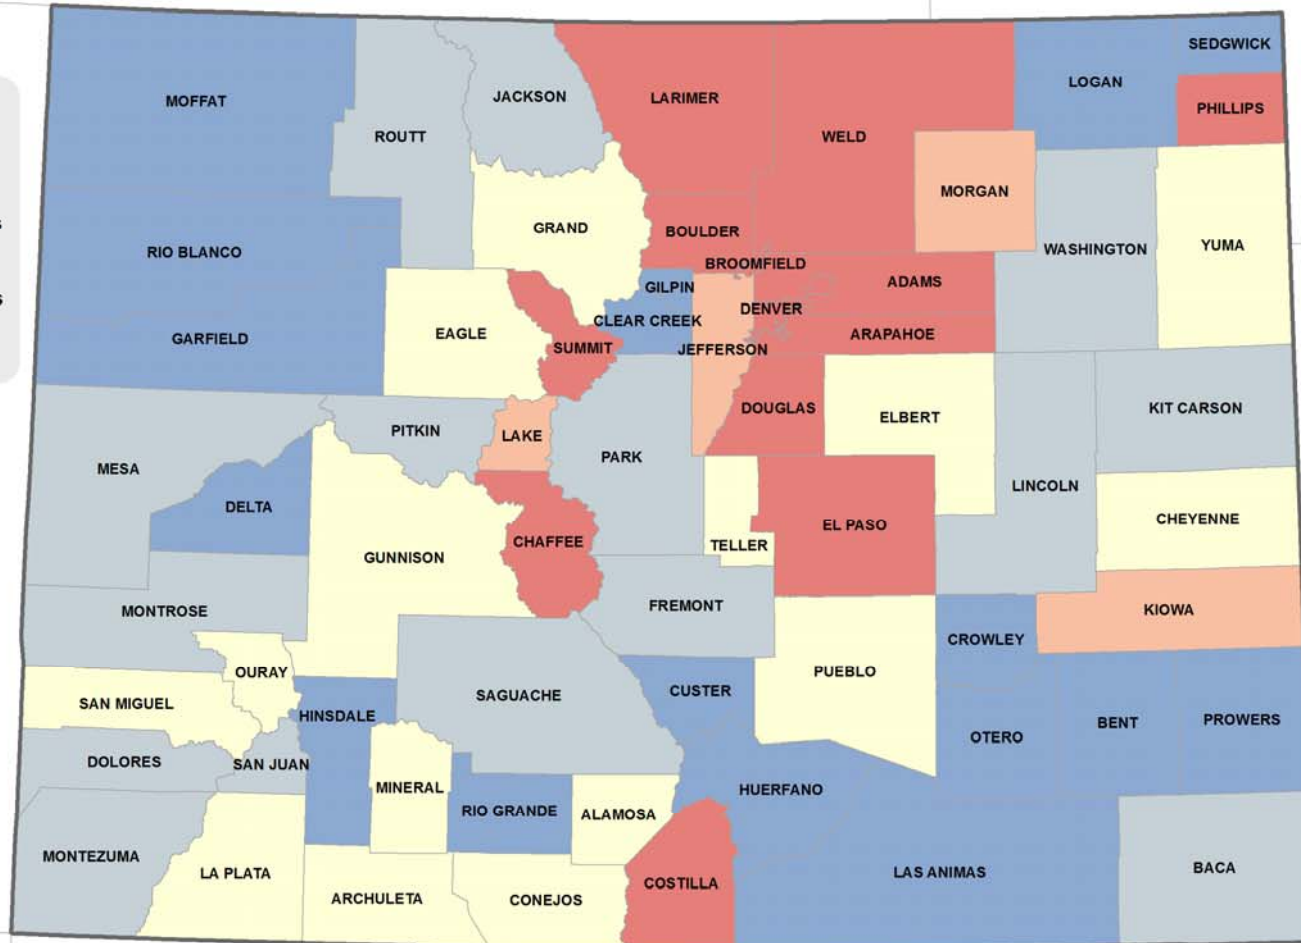 SEDGWICK
LOGAN
MOFFAT
JACKSON
LARIMER
PHILLIPS
ROUTT
WELD
MORGAN
GRAND
BOULDER
YUMA
WASHINGTON
RIO BLANCO
BROOMFIELD
ADAMS
GILPIN
DENVER
CLEAR CREEK
EAGLE
ARAPAHOE
GARFIELD
SUMMIT
JEFFERSON
DOUGLAS
KIT CARSON
ELBERT
PITKIN
LAKE
PARK
MESA
LINCOLN
DELTA
CHEYENNE
EL PASO
CHAFFEE
TELLER
GUNNISON
FREMONT
KIOWA
MONTROSE
CROWLEY
OURAY
PUEBLO
CUSTER
SAGUACHE
SAN MIGUEL
HINSDALE
BENT
PROWERS
OTERO
DOLORES
SAN JUAN
MINERAL
HUERFANO
RIO GRANDE
ALAMOSA
MONTEZUMA
BACA
LA PLATA
LAS ANIMAS
COSTILLA
ARCHULETA
CONEJOS